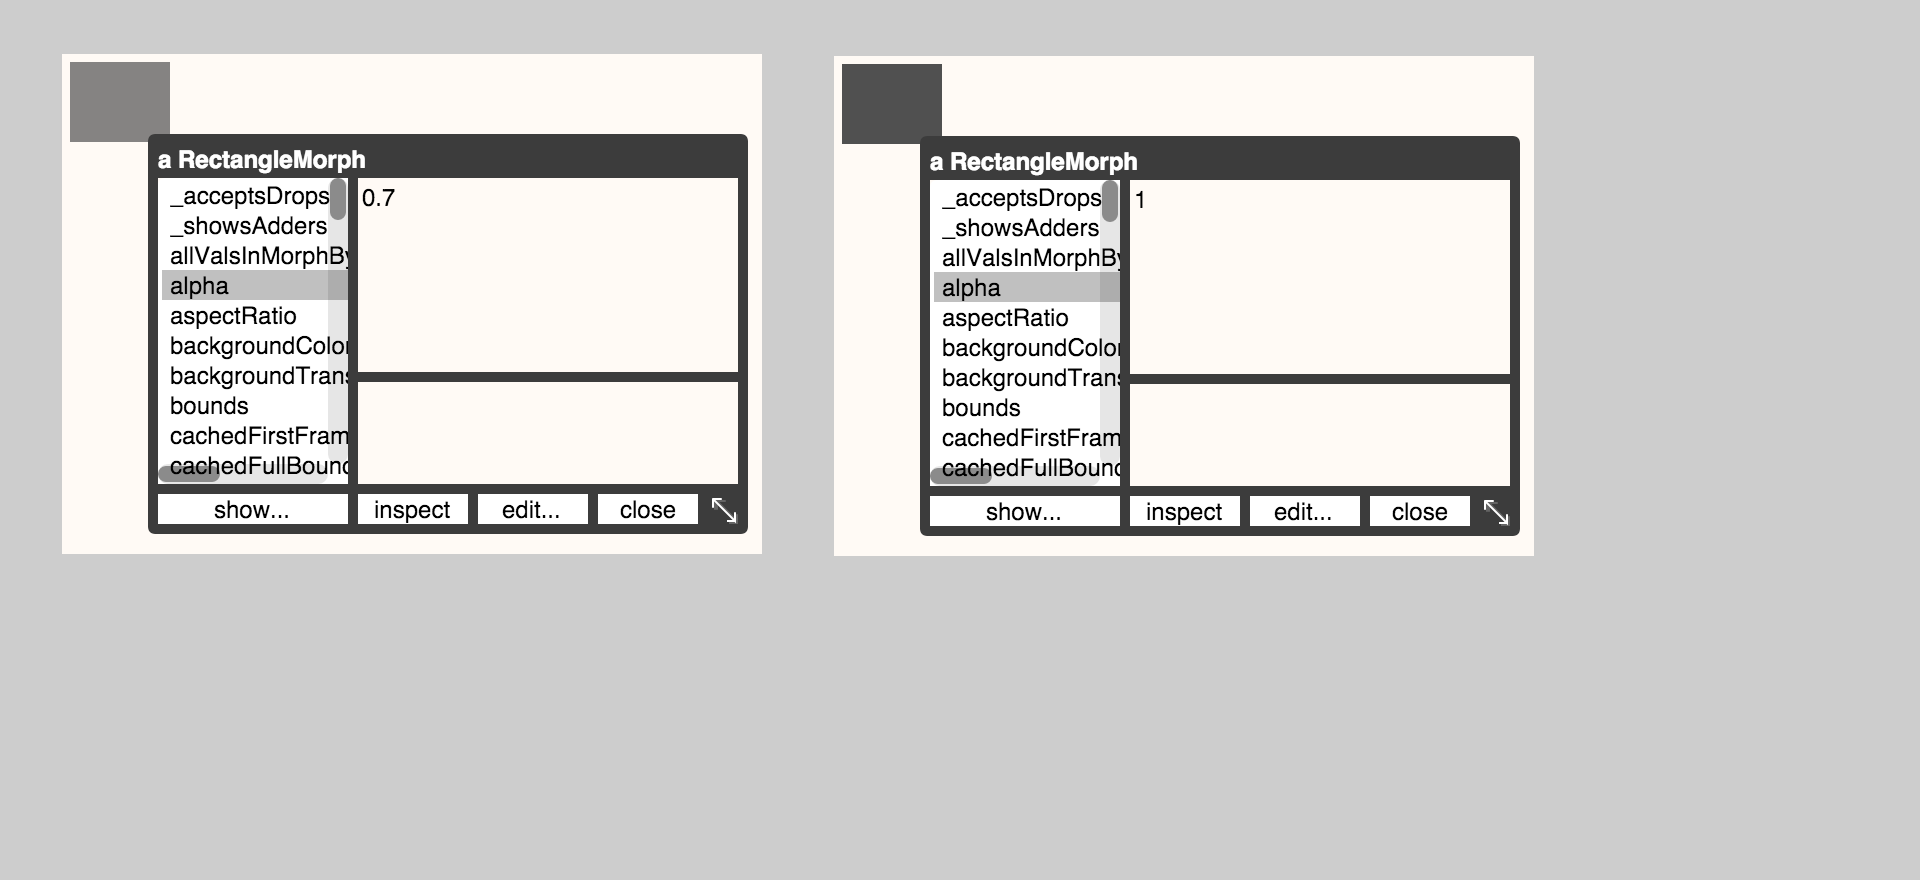 a RectangleMorph
_acceptsDrops
_showsAdders
allValsInMorphBy
alpha
aspectRatio
backgroundColor
backgroundTrans
bounds
cachedFirstFram
cachedFullBound
0.7
show...
inspect
edit...
close
a RectangleMorph
_acceptsDrops
_showsAdders
allValsInMorphBy
alpha
aspectRatio
backgroundColor
backgroundTrans
bounds
cachedFirstFram
cachedFullBound
1
show...
inspect
edit...
close